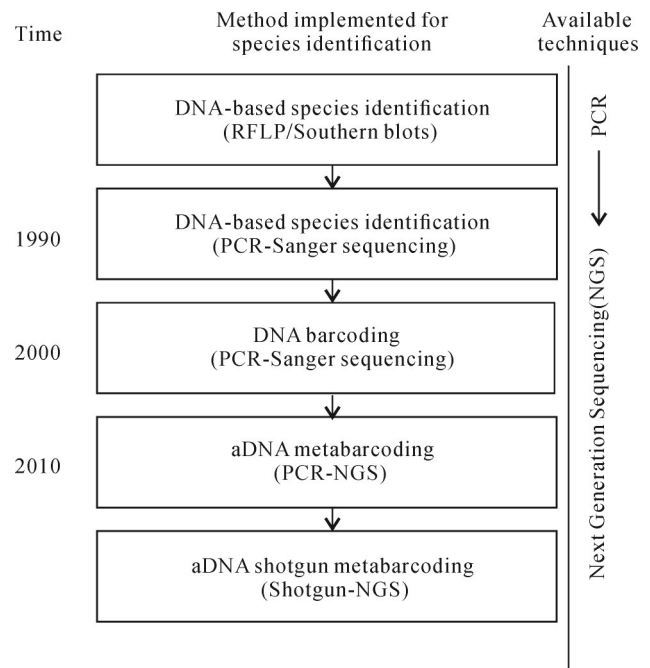 Time
Method implemented for
species identification
Available
techniques
DNA-based species identification
(RFLP/Southern blots)
1990
DNA-based species identification
(PCR-Sanger sequencing)
2000
DNA barcoding
(PCR-Sanger sequencing)
2010
aDNA metabarcoding
(PCR-NGS)
aDNA shotgun metabarcoding
(Shotgun-NGS)
PCR
Next Generation Sequencing(NGS)